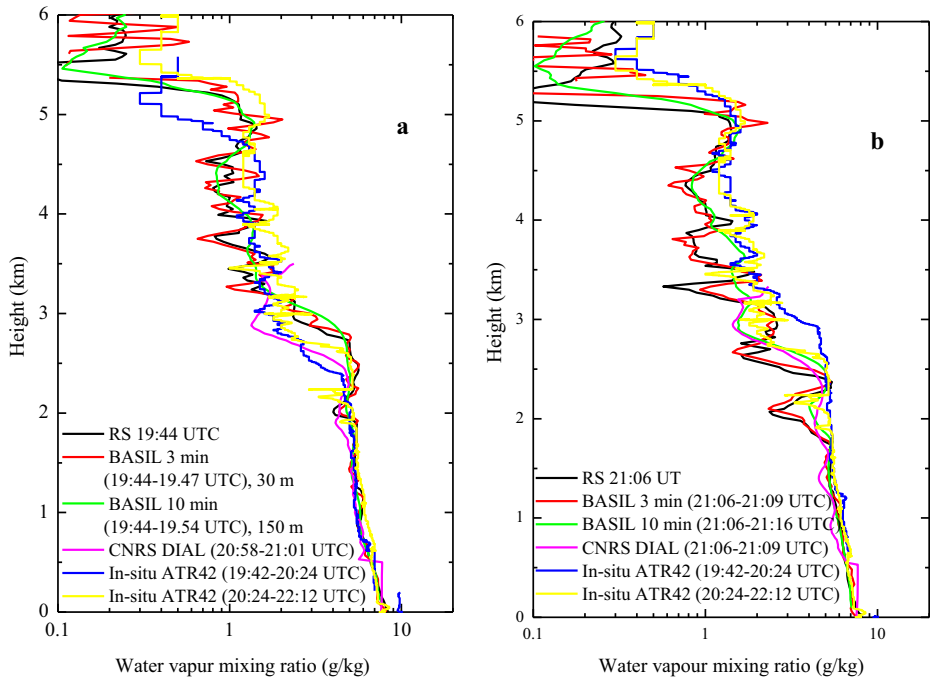 6
5
4
3
2
1
0
Height (km)
a
RS 19:44 UTC
BASIL 3 min
(19:44-19.47 UTC), 30 m
BASIL 10 min
(19:44-19.54 UTC), 150 m
CNRS DIAL (20:58-21:01 UTC)
In-situ ATR42 (19:42-20:24 UTC)
In-situ ATR42 (20:24-22:12 UTC)
0.1 1 10
Water vapur mixing ratio (g/kg)
6
5
4
3
2
1
0
Height (km)
b
RS 21:06 UT
BASIL 3 min (21:06-21:09 UTC)
BASIL 10 min (21:06-21:16 UTC)
CNRS DIAL (21:06-21:09 UTC)
In-situ ATR42 (19:42-20:24 UTC)
In-situ ATR42 (20:24-22:12 UTC)
0.1 1 10
Water vapour mixing ratio (g/kg)